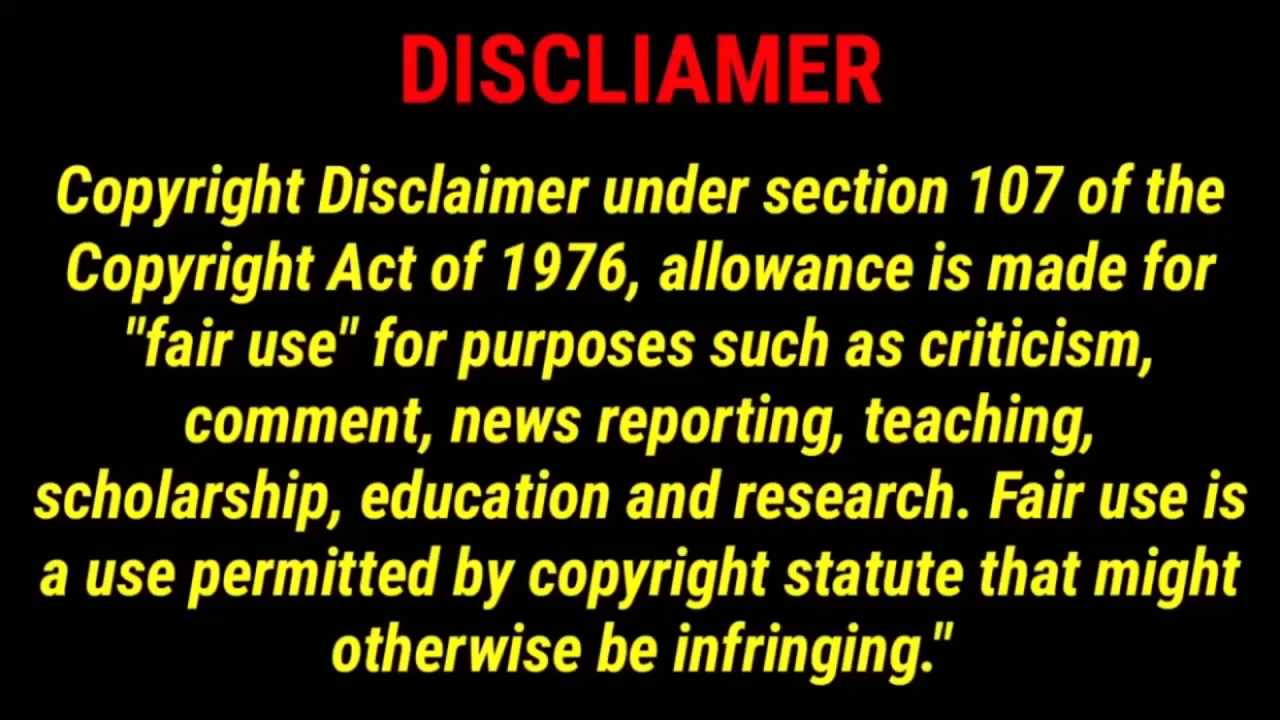 DISCLIAMER
Copyright Disclaimer under section 107 of the
Copyright Act of 1976, allowance is made for
"fair use" for purposes such as criticism,
comment, news reporting, teaching,
scholarship, education and research. Fair use is
a use permitted by copyright statute that might
otherwise be infringing."